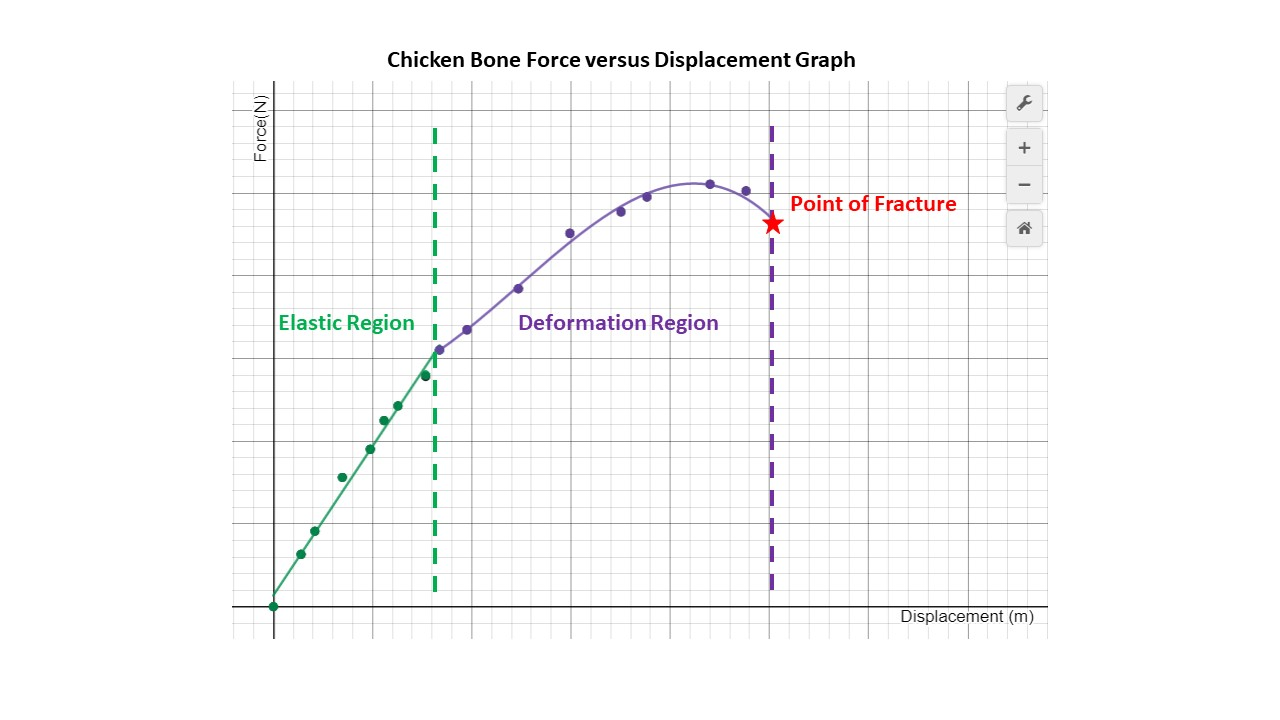 Chicken Bone Force versus Displacement Graph
Force(N)
Point of Fracture
Elastic Region
Deformation Region
Displacement (m)